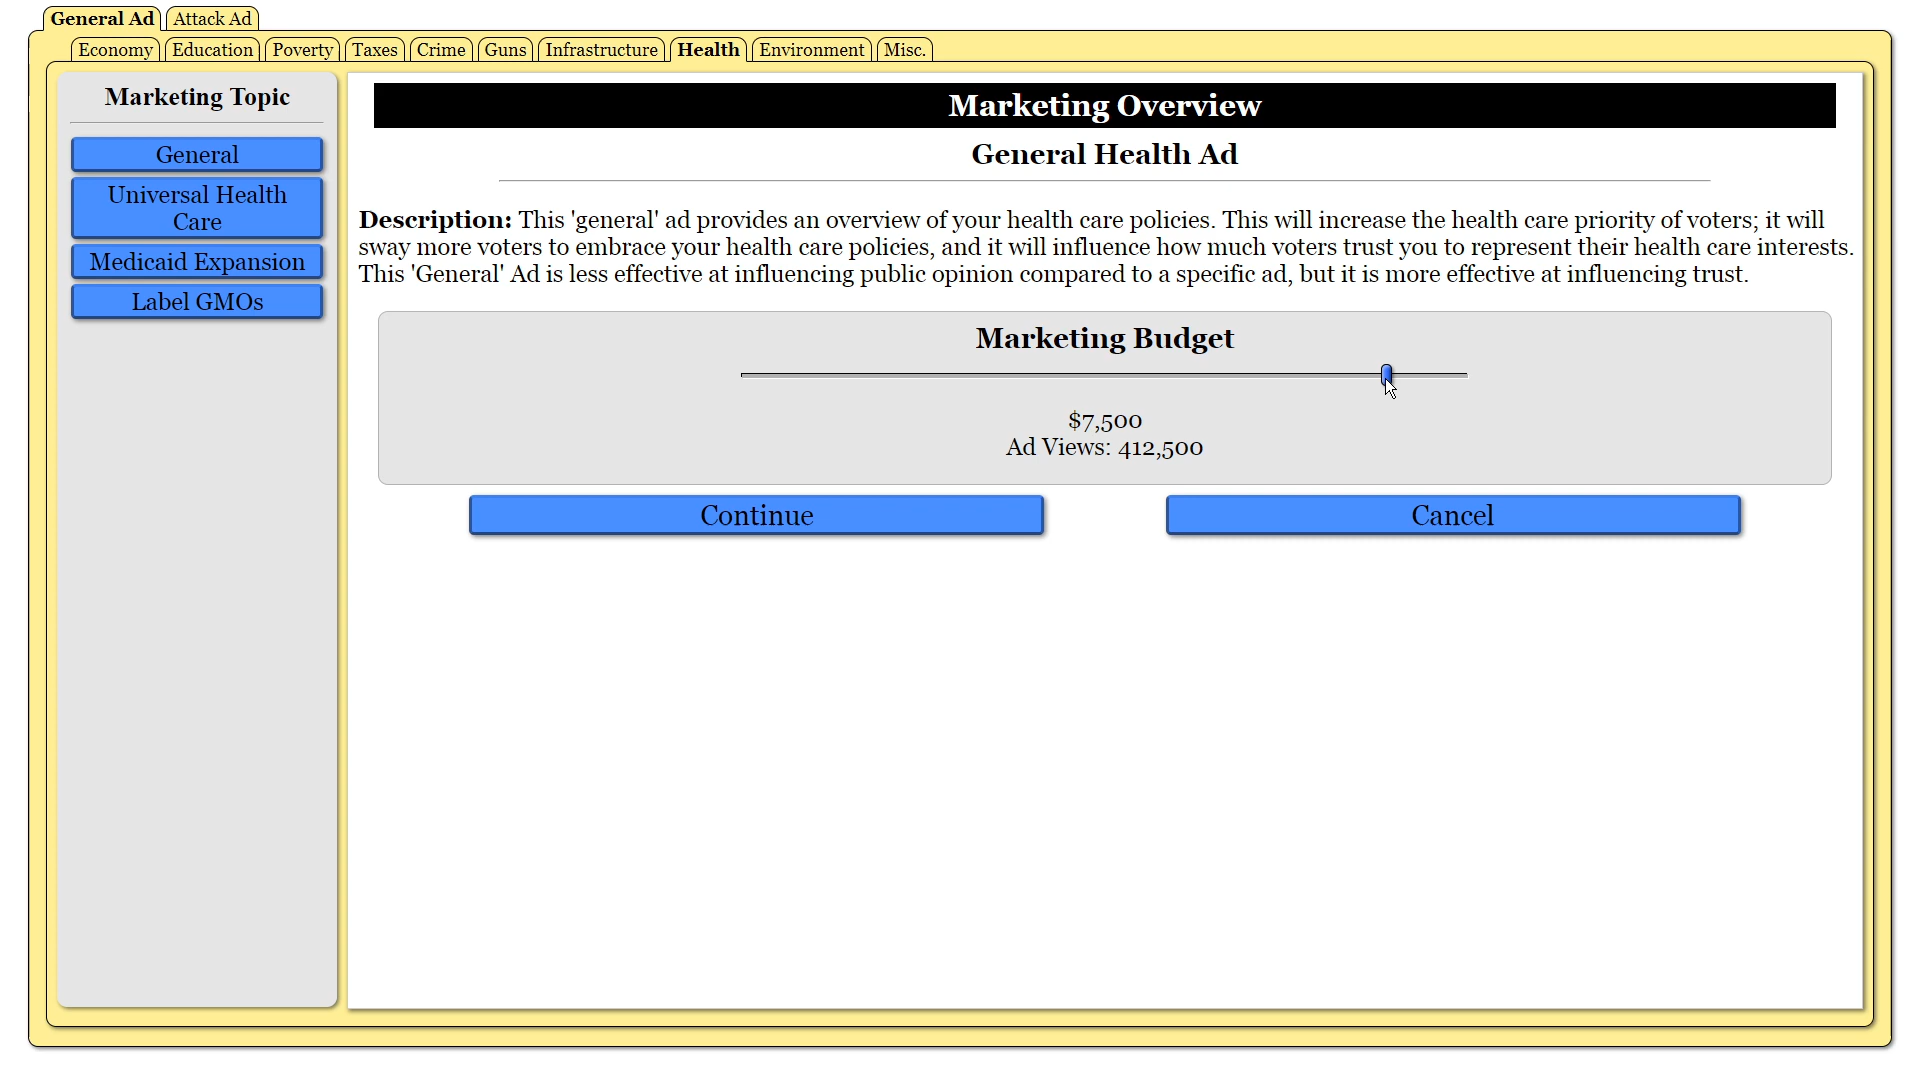 General Ad Attack Ad
Economy Education Poverty Taxes Crime Guns Infrastructure Health Environment Misc.
Marketing Topic
General
Universal Health
Care
Medicaid Expansion
Label GMOs
Marketing Overview
General Health Ad
Description: This 'general' ad provides an overview of your health care policies. This will increase the health care priority of voters; it will
sway more voters to embrace your health care policies, and it will influence how much voters trust you to represent their health care interests.
This 'General' Ad is less effective at influencing public opinion compared to a specific ad, but it is more effective at influencing trust.
Marketing Budget
$7,500
Ad Views: 412,500
Continue Cancel